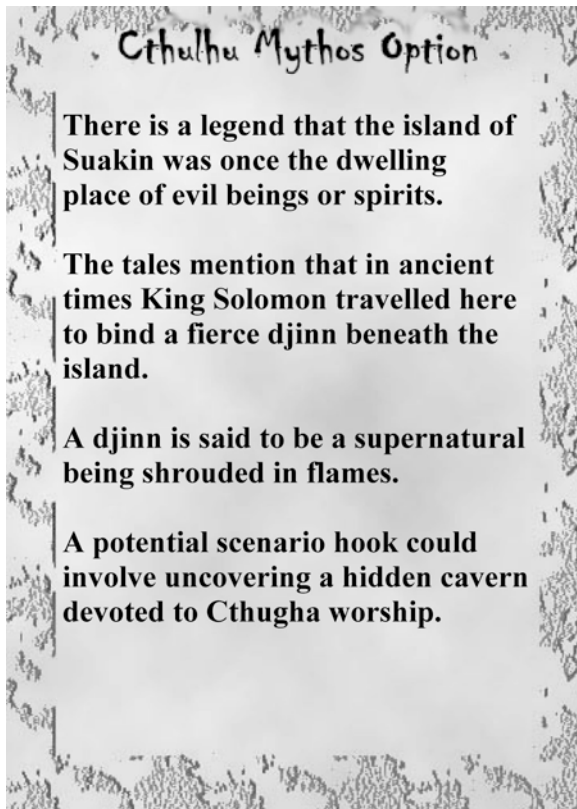 Cthulhu Mythos Option
There is a legend that the island of
Suakin was once the dwelling
place of evil beings or spirits.
The tales mention that in ancient
times King Solomon travelled here
to bind a fierce djinn beneath the
island.
A djinn is said to be a supernatural
being shrouded in flames.
A potential scenario hook could
involve uncovering a hidden cavern
devoted to Cthugha worship.